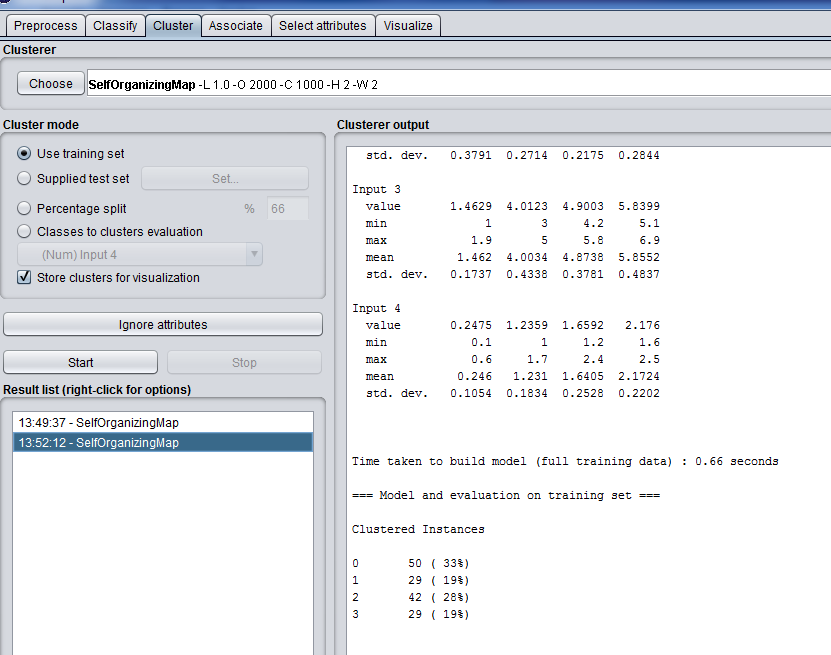 Preprocess Classify Cluster Associate Select attributes Visualize
Clusterer
Choose SelfOrganizingMap -L 1.0 -O 2000 -C 1000 -H 2 -W 2
Cluster mode
Use training set
Supplied test set Set...
Percentage split % 66
Classes to clusters evaluation
(Num) Input 4
Store clusters for visualization
Ignore attributes
Start Stop
Result list (right-click for options)
13:49:37 - SelfOrganizingMap
13:52:12 - SelfOrganizingMap
Clusterer output
std. dev. 0.3791 0.2714 0.2175 0.2844
Input 3
value 1.4629 4.0123 4.9003 5.8399
min 1 3 4.2 5.1
max 1.9 5 5.8 6.9
mean 1.462 4.0034 4.8738 5.8552
std. dev. 0.1737 0.4338 0.3781 0.4837
Input 4
value 0.2475 1.2359 1.6592 2.176
min 0.1 1 1.2 1.6
max 0.6 1.7 2.4 2.5
mean 0.246 1.231 1.6405 2.1724
std. dev. 0.1054 0.1834 0.2528 0.2202
Time taken to build model (full training data) : 0.66 seconds
=== Model and evaluation on training set ===
Clustered Instances
0 50 ( 33%)
1 29 ( 19%)
2 42 ( 28%)
3 29 ( 19%)